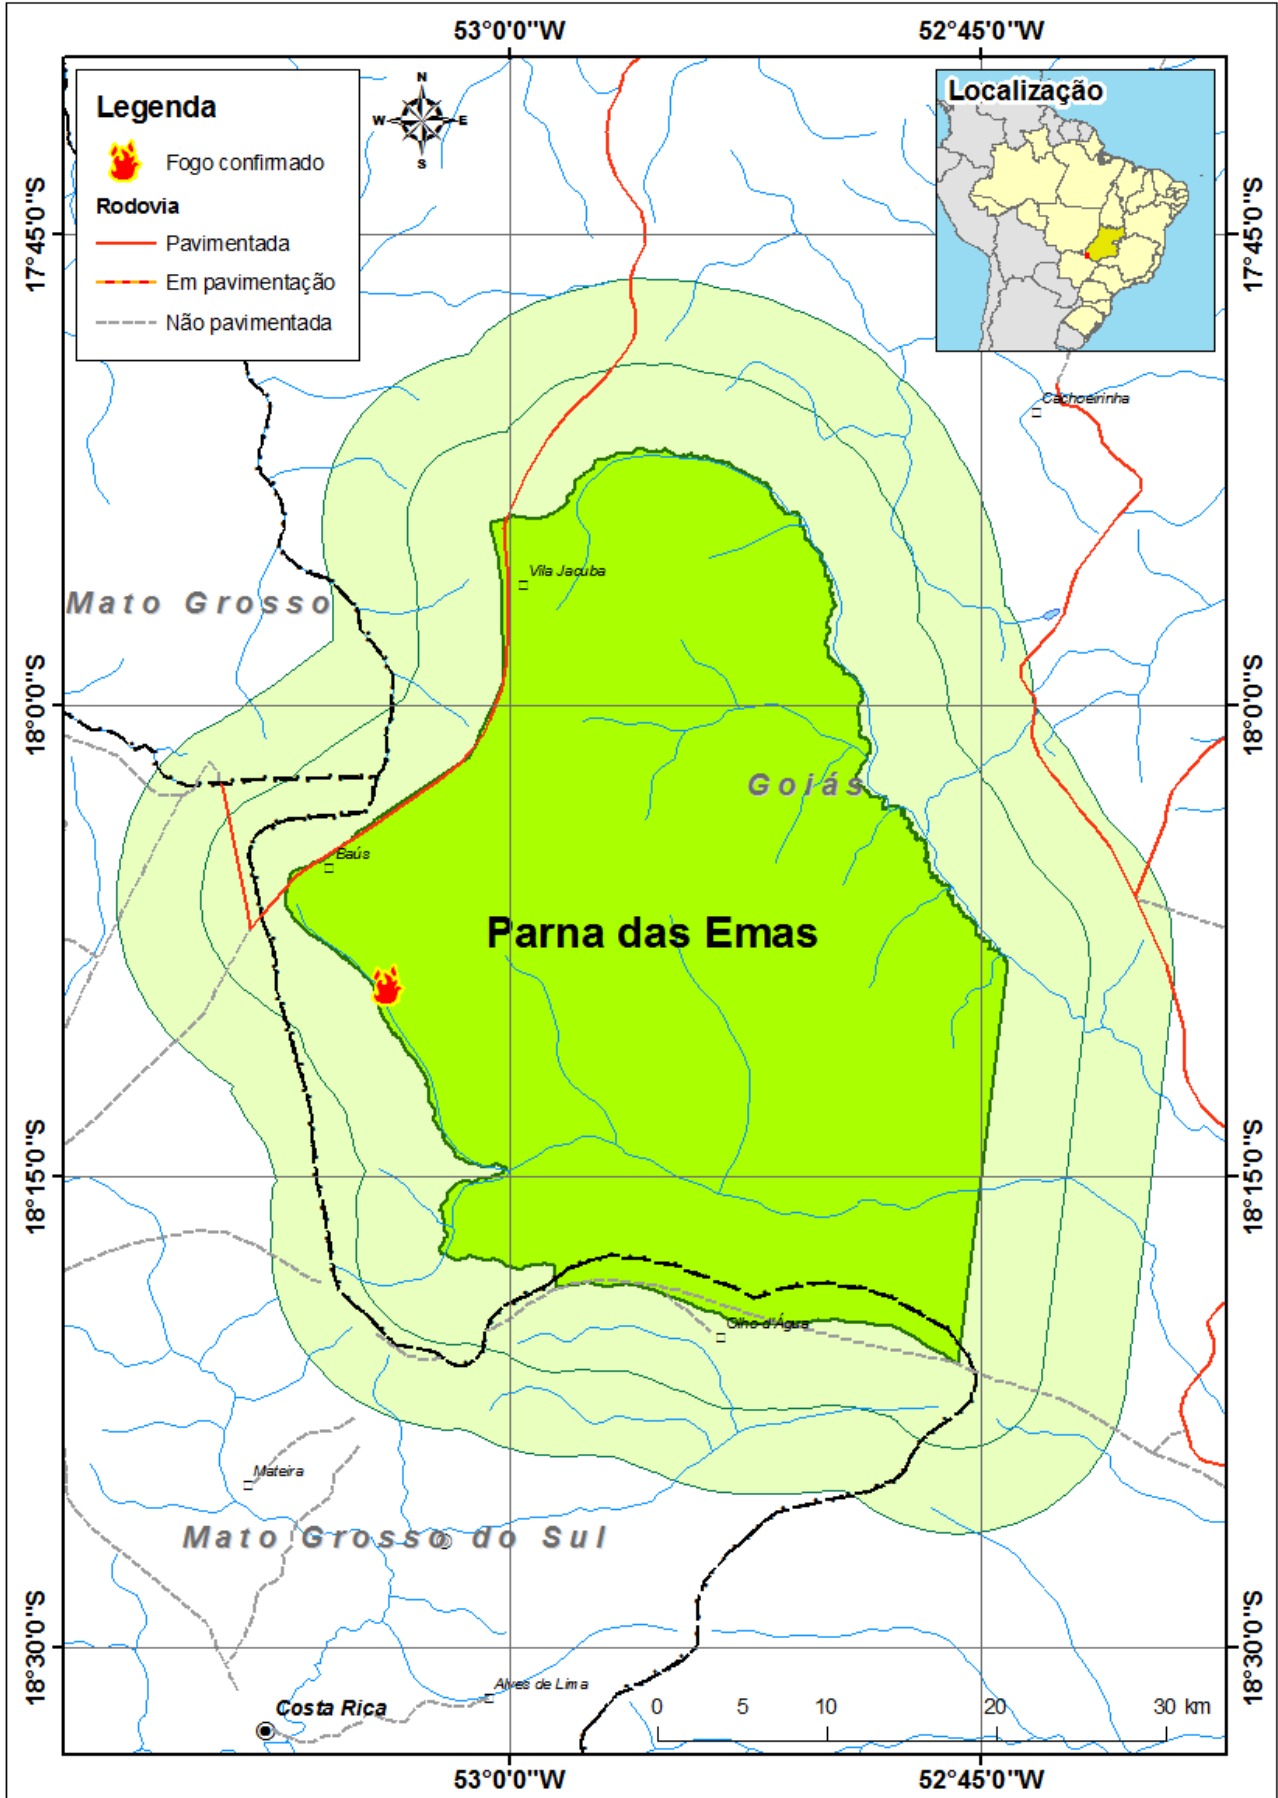 53°0'0"W
52°45'0"W
Legenda
Fogo confirmado
Rodovia
Pavimentada
Em pavimentação
Não pavimentada
N
W
E
S
Localização
17°45'0"S
17°45'0"S
Cachoeirinha
Vila Jacuba
Mato Grosso
18°0'0"S
18°0'0"S
Goiás
Baús
Parna das Emas
18°15'0"S
18°15'0"S
Olho d'Água
Mateira
Mato Grosso do Sul
18°30'0"S
18°30'0"S
Alves de Lima
Costa Rica
0
5
10
20
30 km
53°0'0"W
52°45'0"W